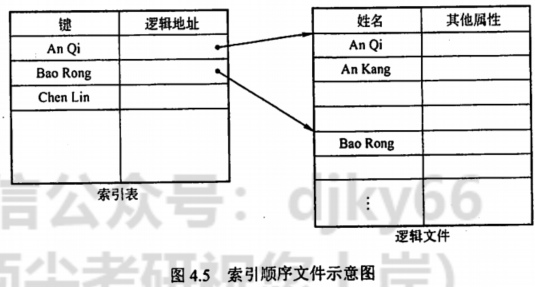 键 逻辑地址
An Qi
Bao Rong
Chen Lin
索引表
姓名 其他属性
An Qi
An Kang
Bao Rong
⋮
逻辑文件
信公众号：djky66
图 4.5 索引顺序文件示意图